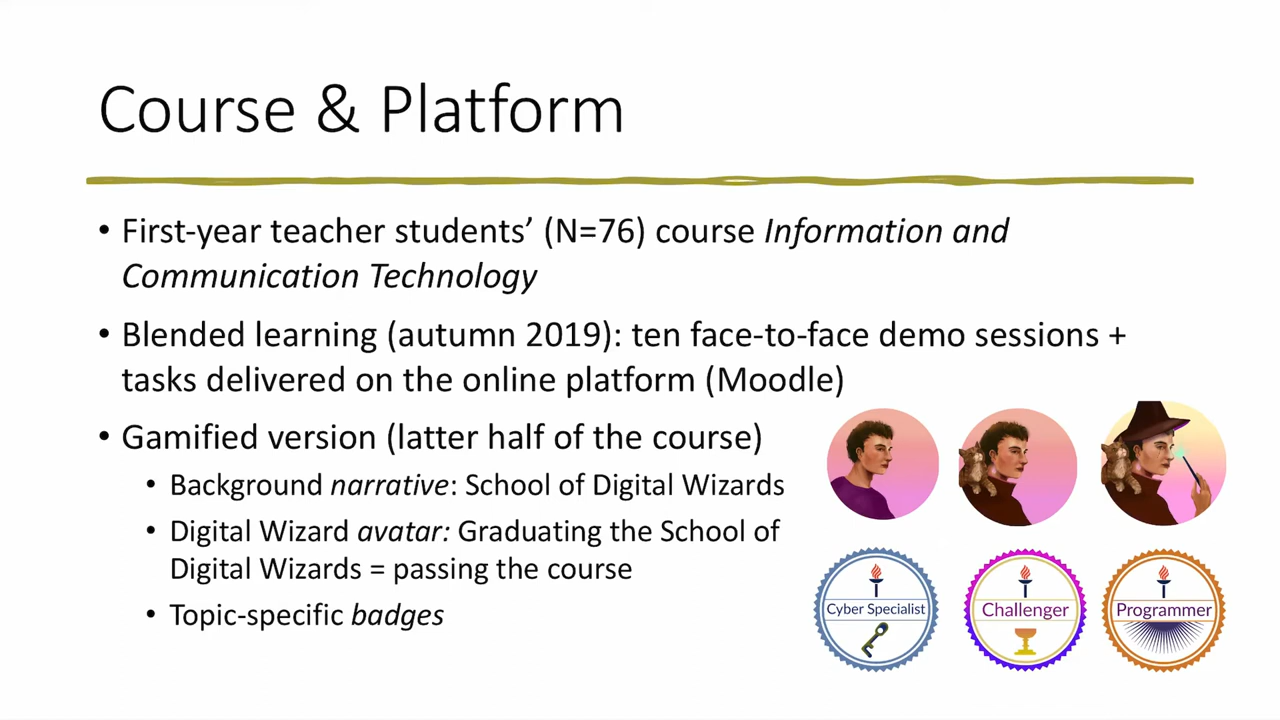 Course & Platform
• First-year teacher students’ (N=76) course Information and
Communication Technology
• Blended learning (autumn 2019): ten face-to-face demo sessions +
tasks delivered on the online platform (Moodle)
• Gamified version (latter half of the course)
• Background narrative: School of Digital Wizards
• Digital Wizard avatar: Graduating the School of
Digital Wizards = passing the course
• Topic-specific badges
Cyber Specialist
Challenger
Programmer